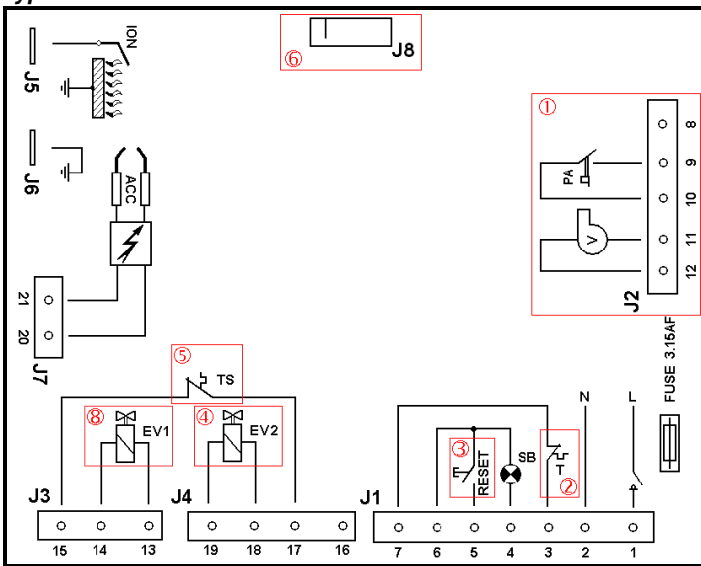 J8
⑥
J5
ION
J6
ACC
①
PA
V
8
9
10
11
12
J2
21
20
J7
⑤
TS
⑧
EV1
④
EV2
FUSE 3.15AF
N
L
③
RESET
SB
T
②
J3
J4
J1
15
14
13
19
18
17
16
7
6
5
4
3
2
1